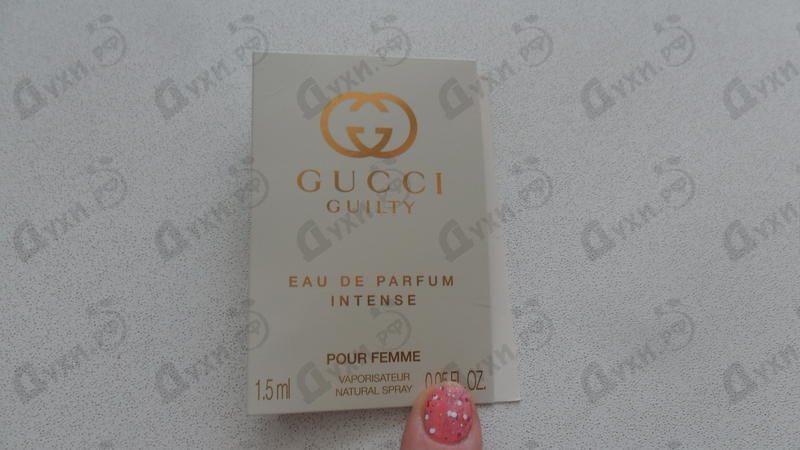 GUCCI
GUILTY
EAU DE PARFUM
INTENSE
POUR FEMME
1.5 ml
VAPORISATEUR
NATURAL SPRAY
0.05 FL. OZ.
Духи.рф